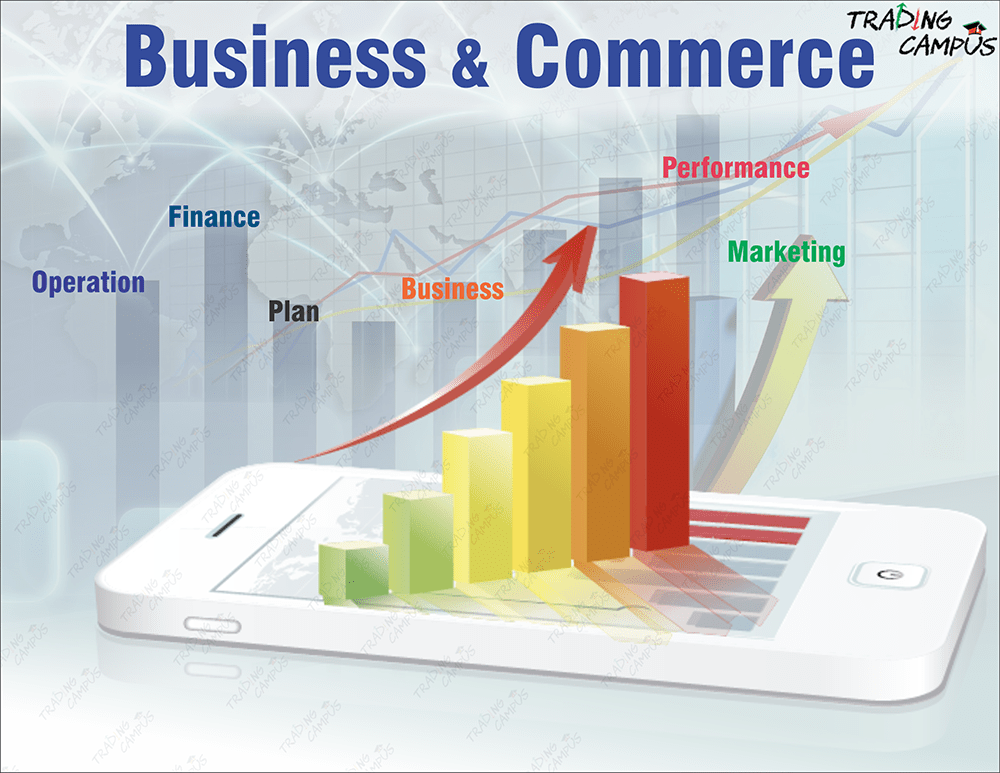 Business & Commerce
TRADING
CAMPUS
Performance
Finance
Marketing
Operation
Business
Plan